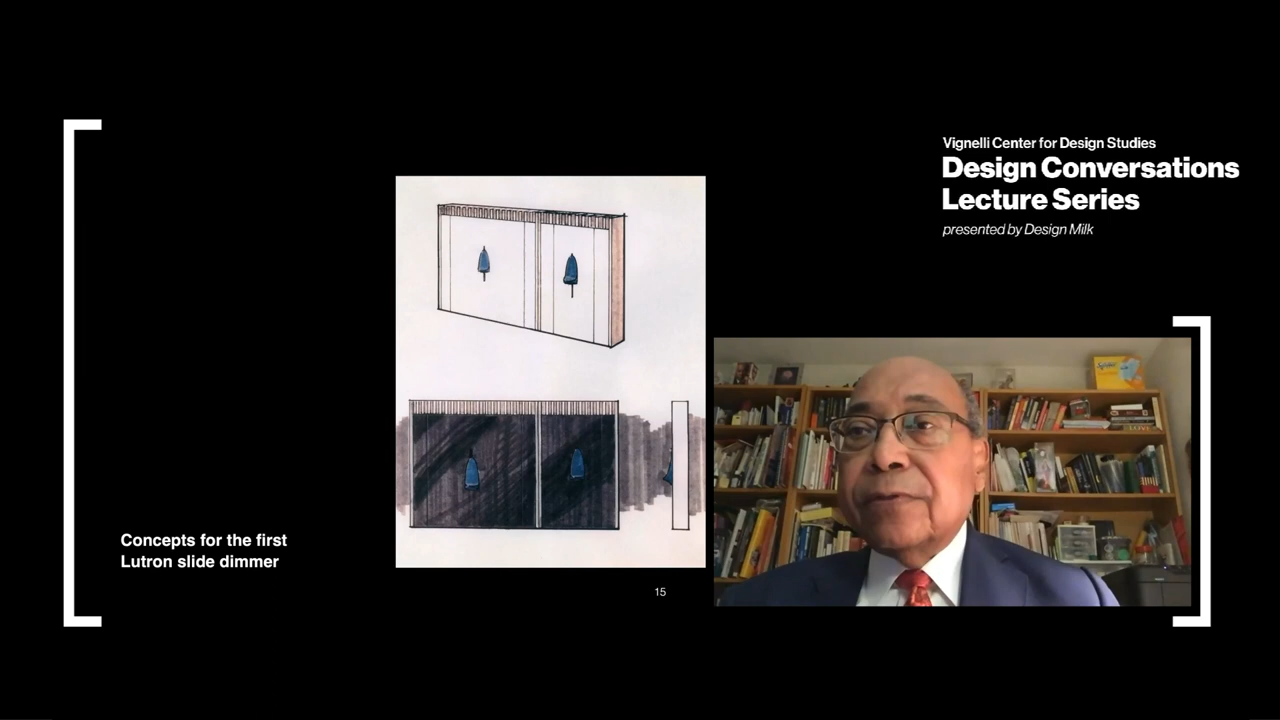 Vignelli Center for Design Studies
Design Conversations
Lecture Series
presented by Design Milk
Concepts for the first
Lutron slide dimmer
15
LOVE